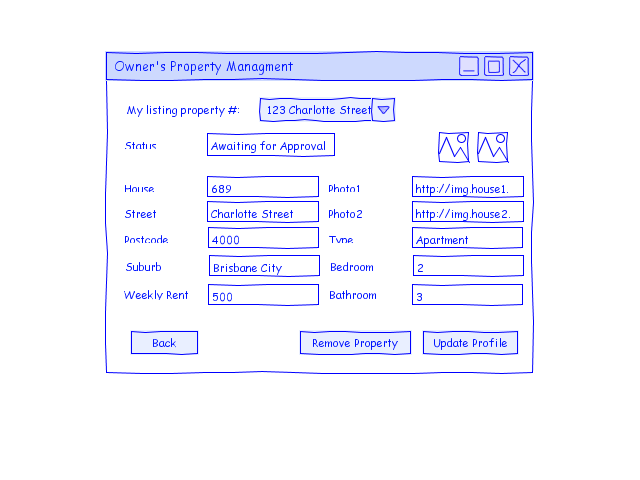 Owner's Property Managment
My listing property #: 123 Charlotte Street
Status Awaiting for Approval
House 689 Photo1 http://img.house1.
Street Charlotte Street Photo2 http://img.house2.
Postcode 4000 Type Apartment
Suburb Brisbane City Bedroom 2
Weekly Rent 500 Bathroom 3
Back Remove Property Update Profile